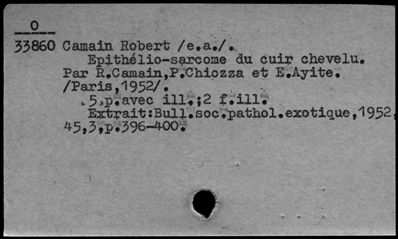 0
33860 Camain Robert /e.a./.
Epithélio-sarcome du cuir chevelu.
Par R.Camain,P.Chiozza et E.Ayite.
/Paris,1952/.
5 p.avec ill.;2 f.ill.
Extrait:Bull.soc.pathol.exotique,1952,
45,3,p.396-400.